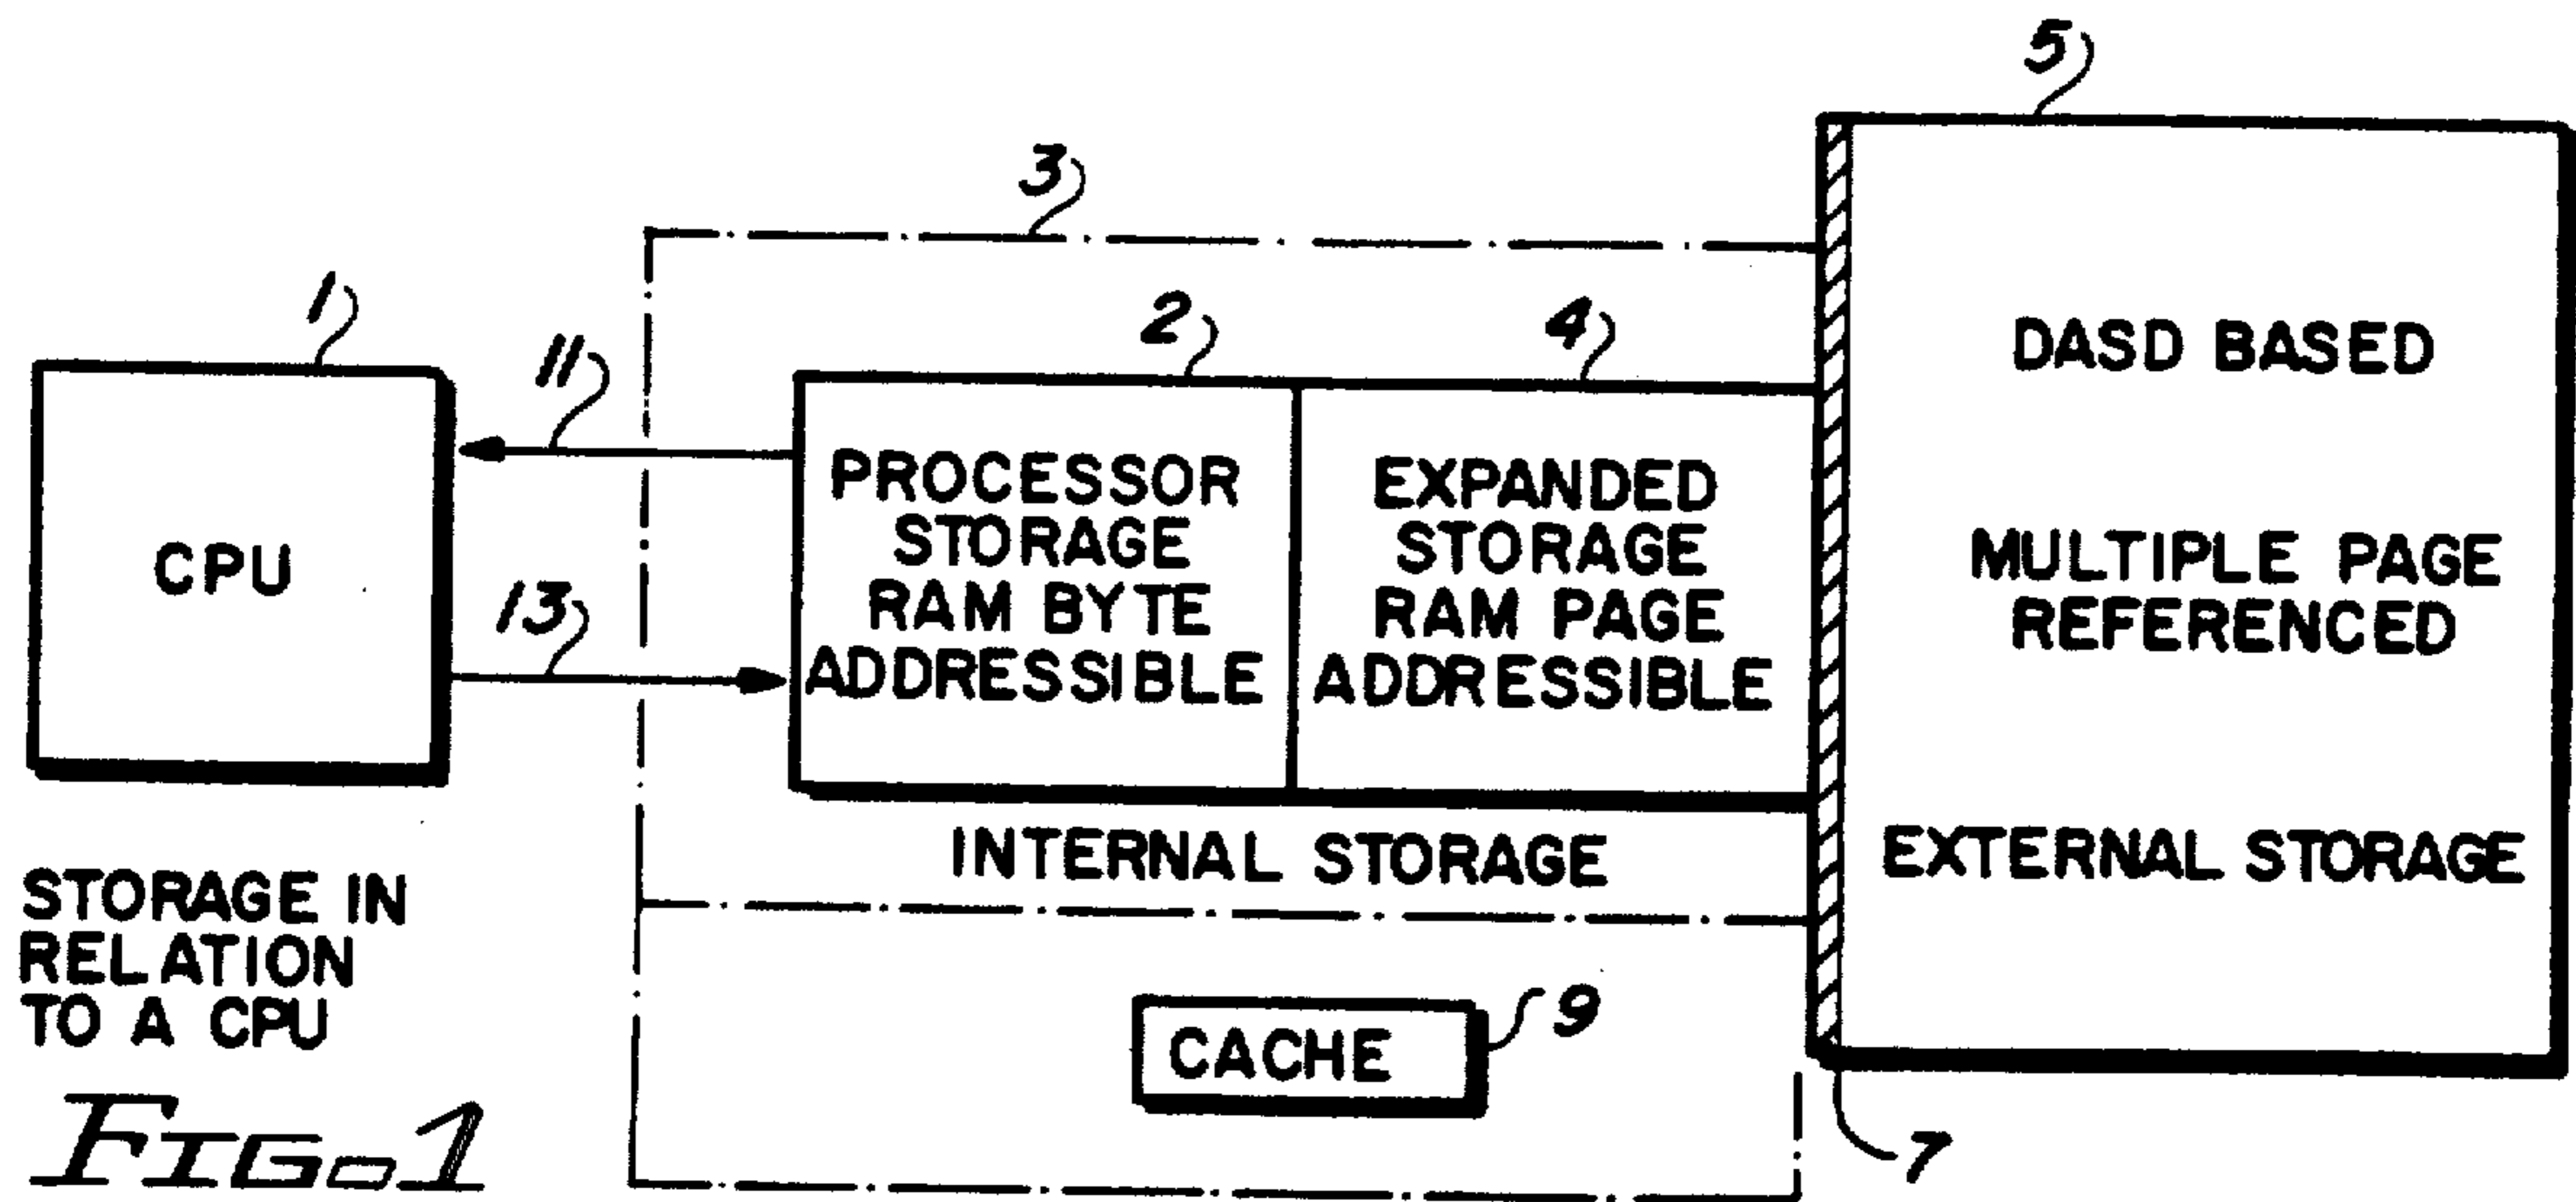 5
3
1
11
2
4
DASD BASED
CPU
13
PROCESSOR
STORAGE
RAM BYTE
ADDRESSIBLE
EXPANDED
STORAGE
RAM PAGE
ADDRESSIBLE
MULTIPLE PAGE
REFERENCED
INTERNAL STORAGE
EXTERNAL STORAGE
STORAGE IN
RELATION
TO A CPU
CACHE
9
7
FIG. 1